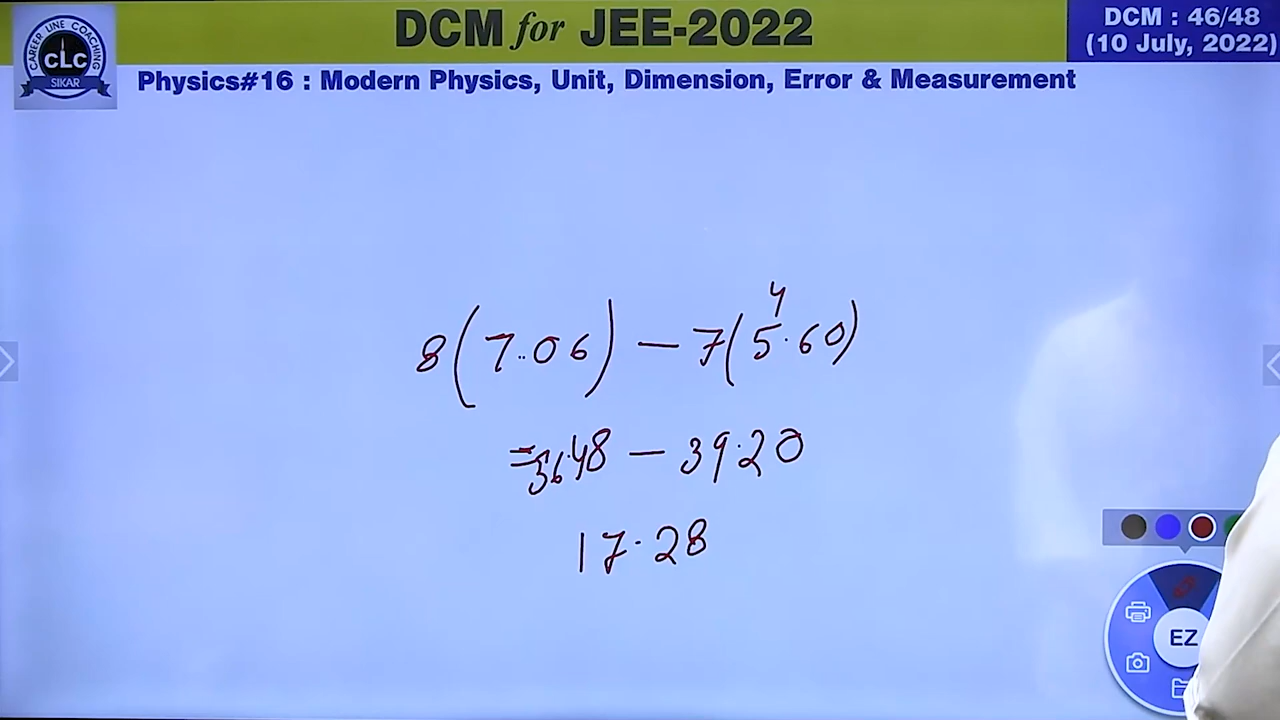 CAREER LINE COACHING
CLC
SIKAR
DCM for JEE-2022
DCM : 46/48
(10 July, 2022)
Physics#16 : Modern Physics, Unit, Dimension, Error & Measurement
4
8(7.06) - 7(5.60)
= 56.48 - 39.20
17.28
EZ